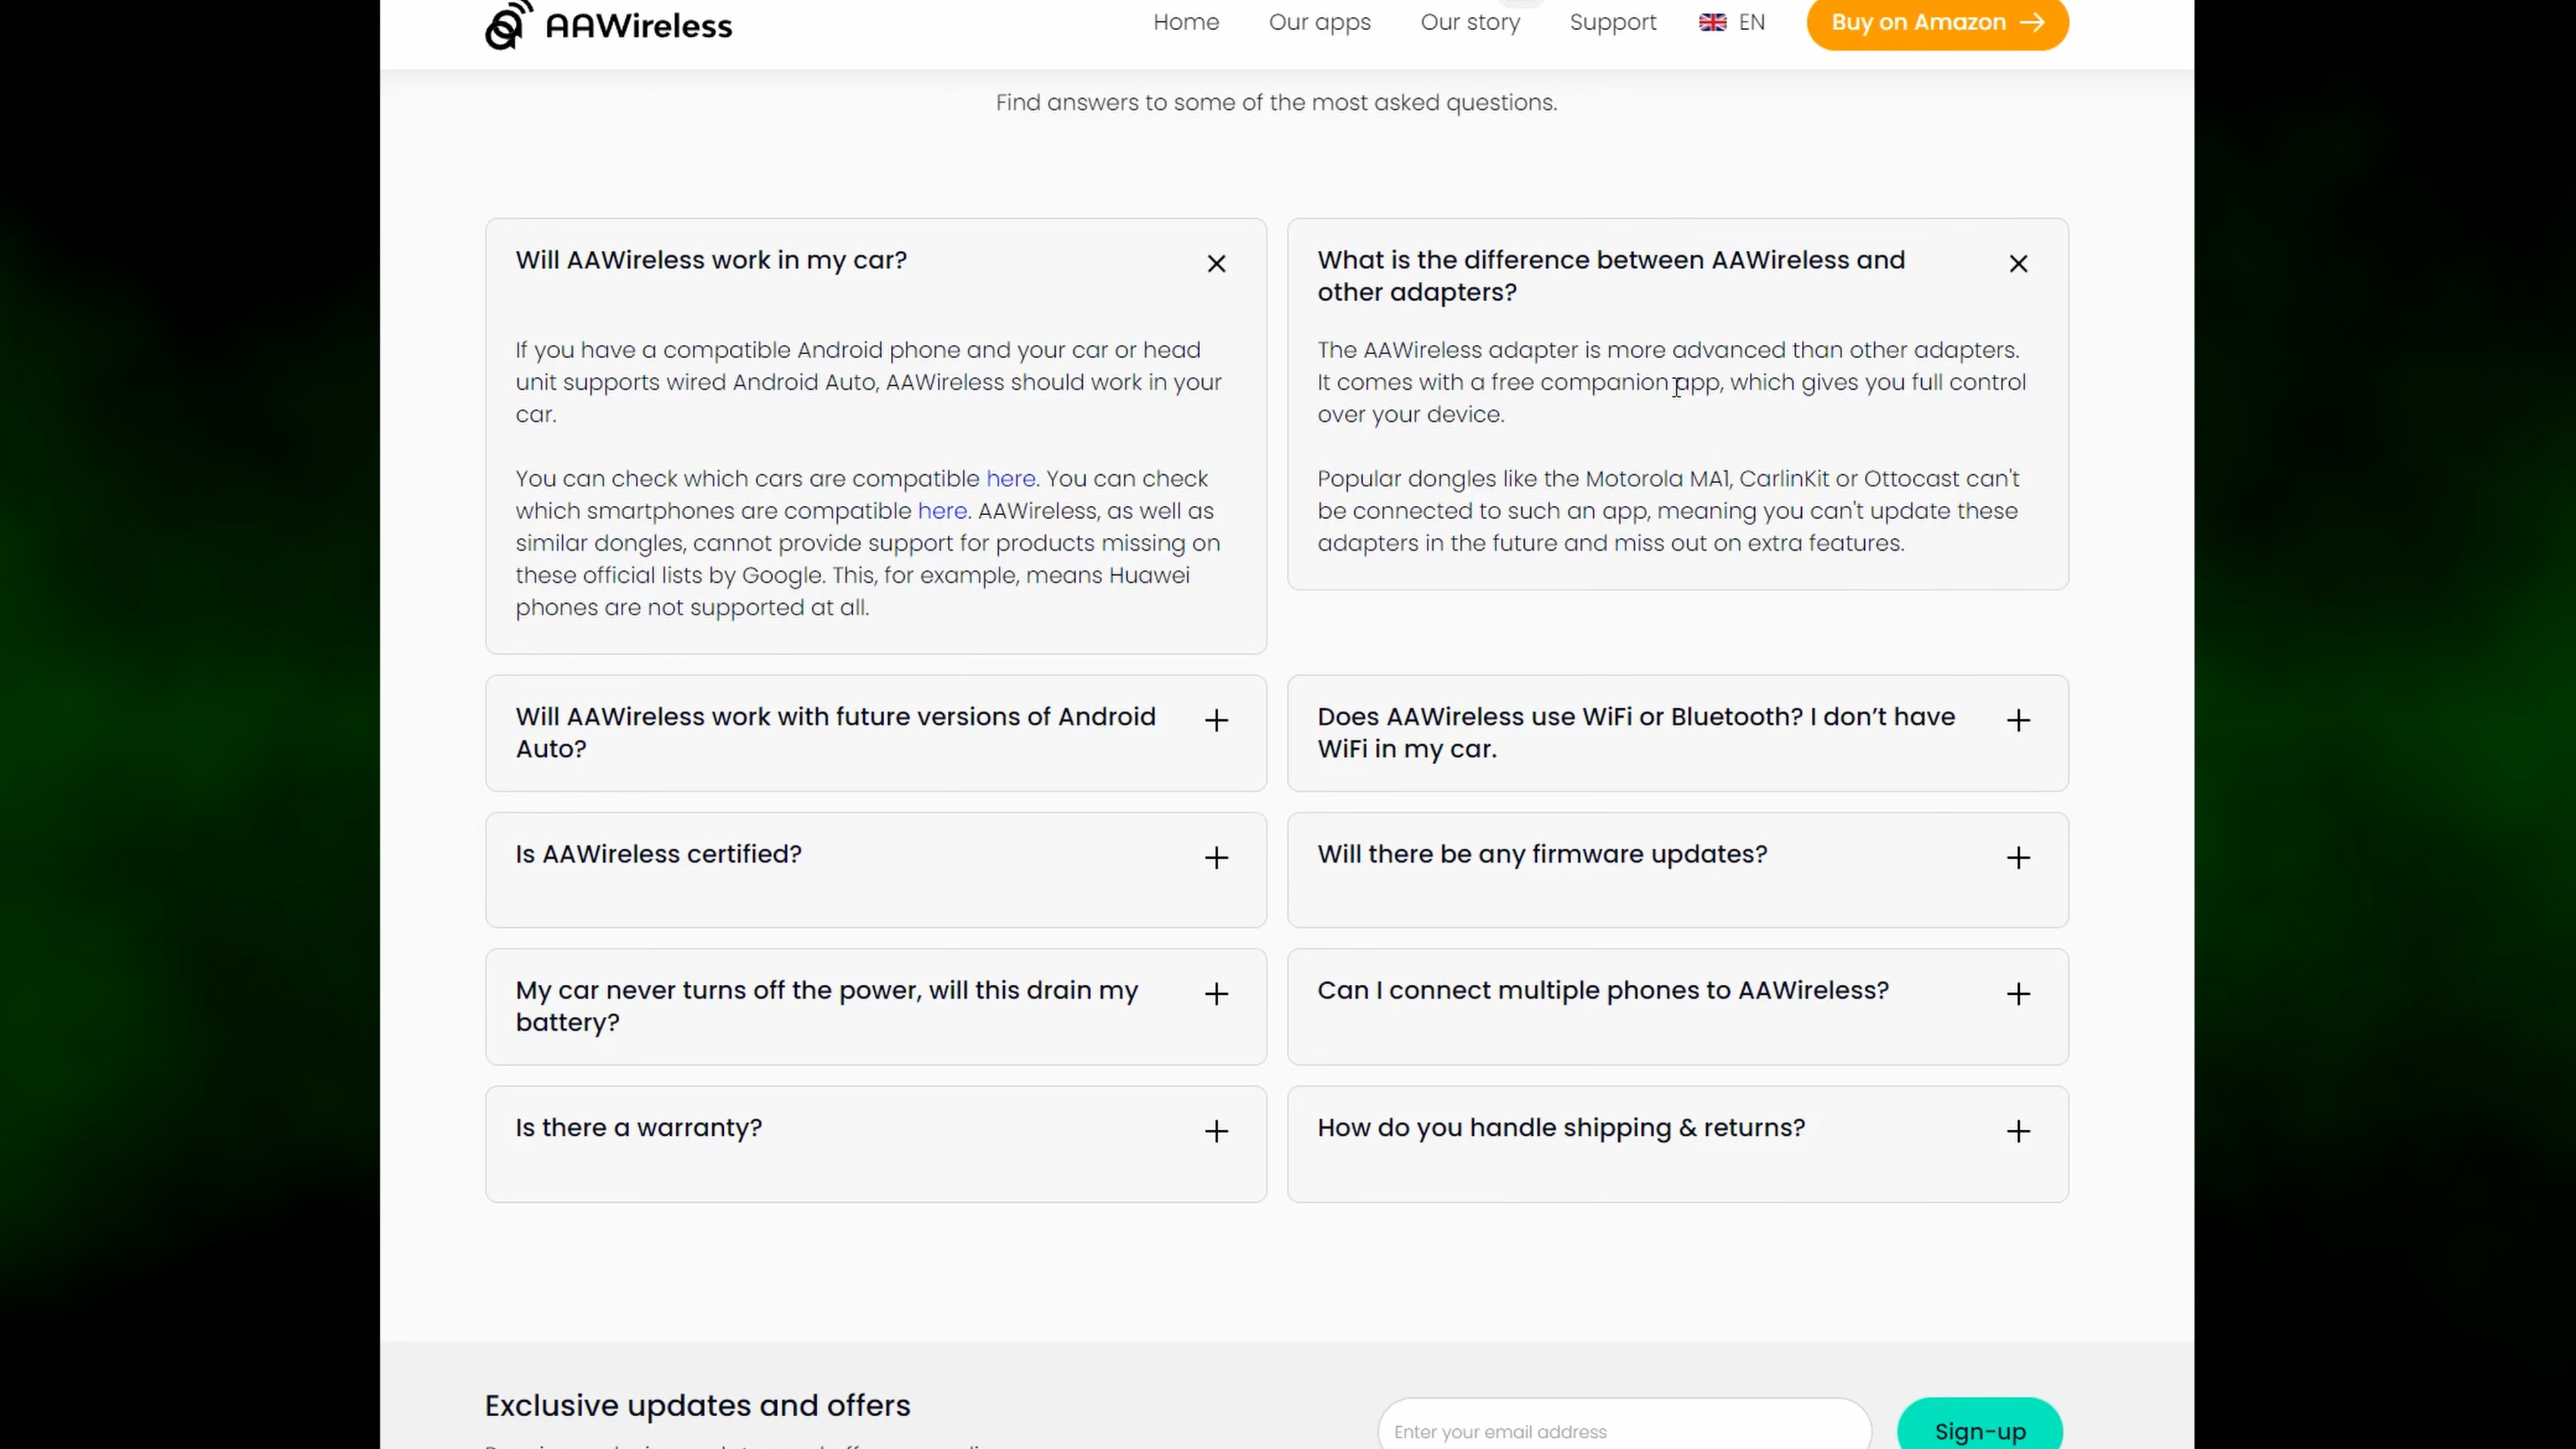 AAWireless
Home
Our apps
Our story
Support
EN
Buy on Amazon
Find answers to some of the most asked questions.
Will AAWireless work in my car?
If you have a compatible Android phone and your car or head
unit supports wired Android Auto, AAWireless should work in your
car.
You can check which cars are compatible here. You can check
which smartphones are compatible here. AAWireless, as well as
similar dongles, cannot provide support for products missing on
these official lists by Google. This, for example, means Huawei
phones are not supported at all.
What is the difference between AAWireless and
other adapters?
The AAWireless adapter is more advanced than other adapters.
It comes with a free companion app, which gives you full control
over your device.
Popular dongles like the Motorola MA1, CarlinKit or Ottocast can't
be connected to such an app, meaning you can't update these
adapters in the future and miss out on extra features.
Will AAWireless work with future versions of Android
Auto?
Does AAWireless use WiFi or Bluetooth? I don’t have
WiFi in my car.
Is AAWireless certified?
Will there be any firmware updates?
My car never turns off the power, will this drain my
battery?
Can I connect multiple phones to AAWireless?
Is there a warranty?
How do you handle shipping & returns?
Exclusive updates and offers
Enter your email address
Sign-up